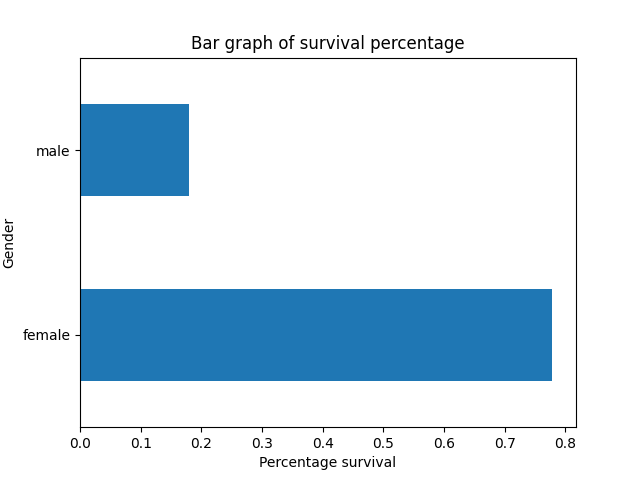 Bar graph of survival percentage
male
female
Gender
0.0 0.1 0.2 0.3 0.4 0.5 0.6 0.7 0.8
Percentage survival